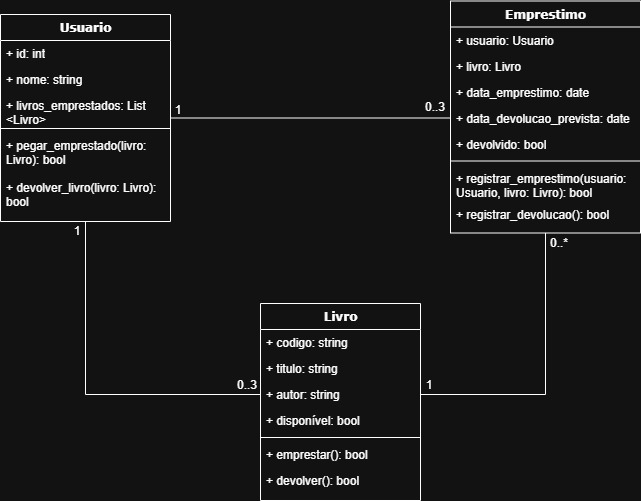 Usuario
+ id: int
+ nome: string
+ livros_emprestados: List
<Livro>
+ pegar_emprestado(livro:
Livro): bool
+ devolver_livro(livro: Livro):
bool
1
0..3
Emprestimo
+ usuario: Usuario
+ livro: Livro
+ data_emprestimo: date
+ data_devolucao_prevista: date
+ devolvido: bool
+ registrar_emprestimo(usuario:
Usuario, livro: Livro): bool
+ registrar_devolucao(): bool
1
0..*
Livro
+ codigo: string
+ titulo: string
+ autor: string
+ disponível: bool
+ emprestar(): bool
+ devolver(): bool
0..3
1